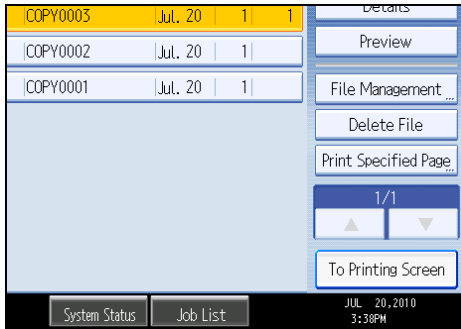 COPY0003 Jul. 20 1 1
Details
COPY0002 Jul. 20 1
Preview
COPY0001 Jul. 20 1
File Management
Delete File
Print Specified Page
1/1
To Printing Screen
System Status Job List
JUL 20,2010
3:38PM